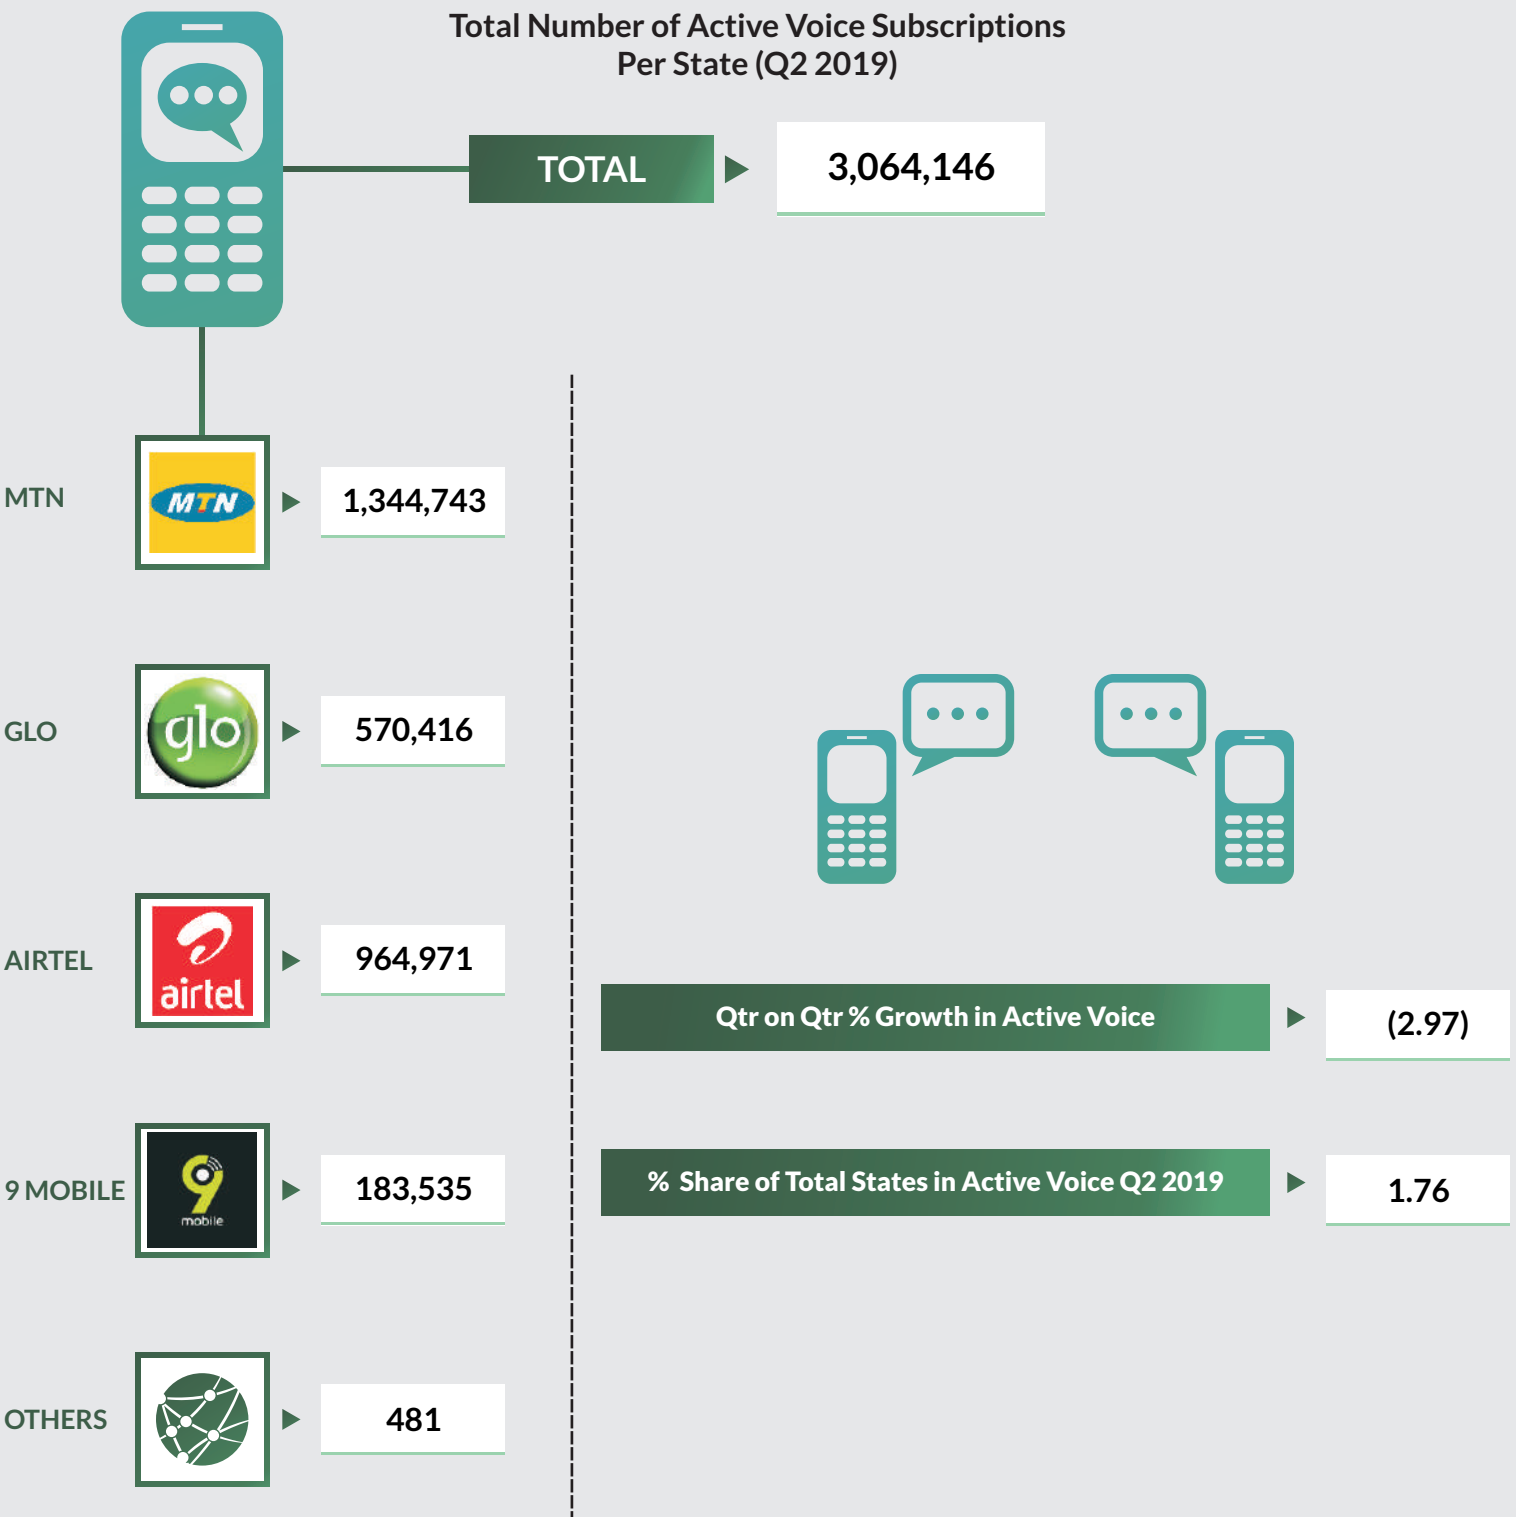 Total Number of Active Voice Subscriptions
Per State (Q2 2019)
TOTAL
3,064,146
MTN
MTN
1,344,743
GLO
glo
570,416
AIRTEL
airtel
964,971
Qtr on Qtr % Growth in Active Voice
(2.97)
9 MOBILE
9
mobile
183,535
% Share of Total States in Active Voice Q2 2019
1.76
OTHERS
481